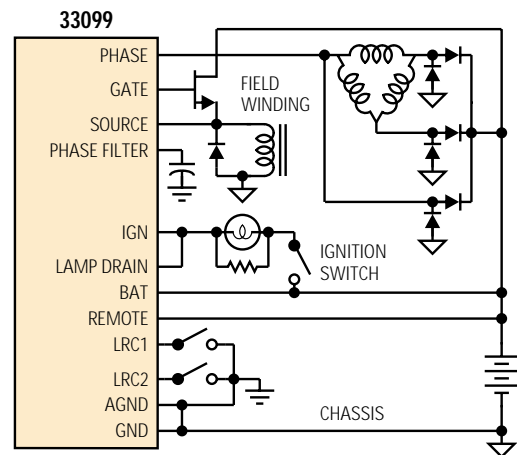 33099
PHASE
GATE
SOURCE
PHASE FILTER
FIELD
WINDING
IGN
LAMP DRAIN
IGNITION
SWITCH
BAT
REMOTE
LRC1
LRC2
AGND
GND
CHASSIS